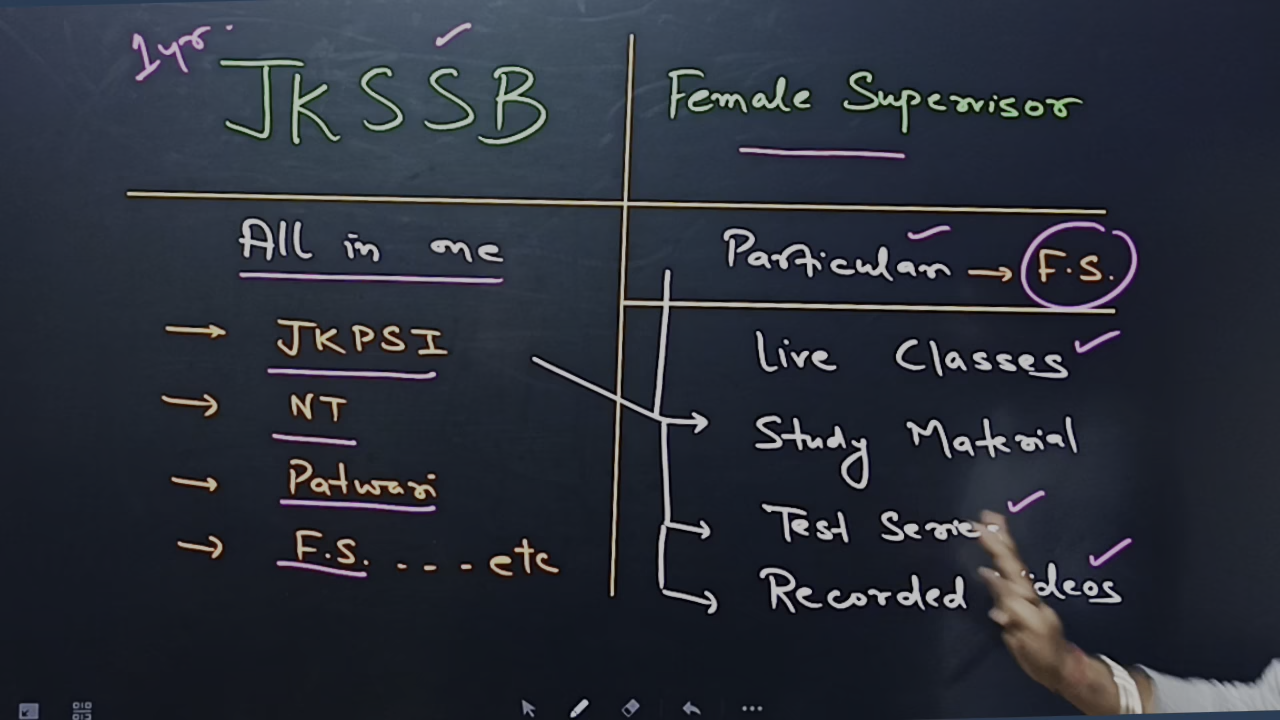 1yr.
JKSSB
Female Supervisor
All in one
Particular → F.S.
→ JKPSI
Live Classes
→ NT
→ Study Material
→ Patwari
→ Test Series
→ F.S. . . . . etc
→ Recorded Videos